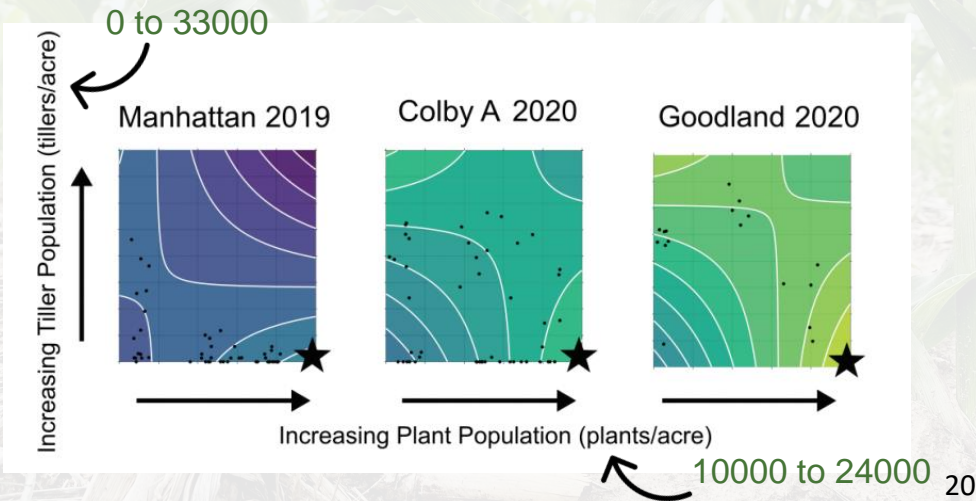 0 to 33000
Increasing Tiller Population (tillers/acre)
Manhattan 2019
Colby A 2020
Goodland 2020
Increasing Plant Population (plants/acre)
10000 to 24000
20